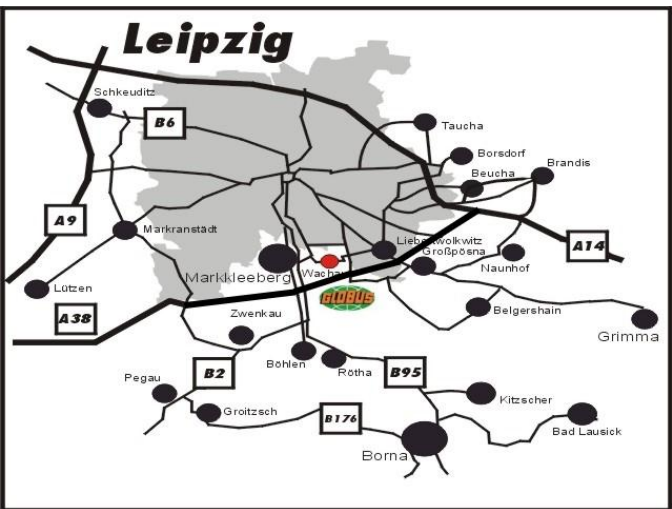 Leipzig
Schkeuditz
B6
Taucha
Borsdorf
Beucha
Brandis
A9
Markranstädt
Liebertwolkwitz
Großpösna
A14
Markkleeberg
Wachau
Naunhof
Lützen
GLOBUS
A38
Zwenkau
Belgershain
Grimma
Böhlen
Rötha
B2
B95
Pegau
Kitzscher
Groitzsch
B176
Bad Lausick
Borna